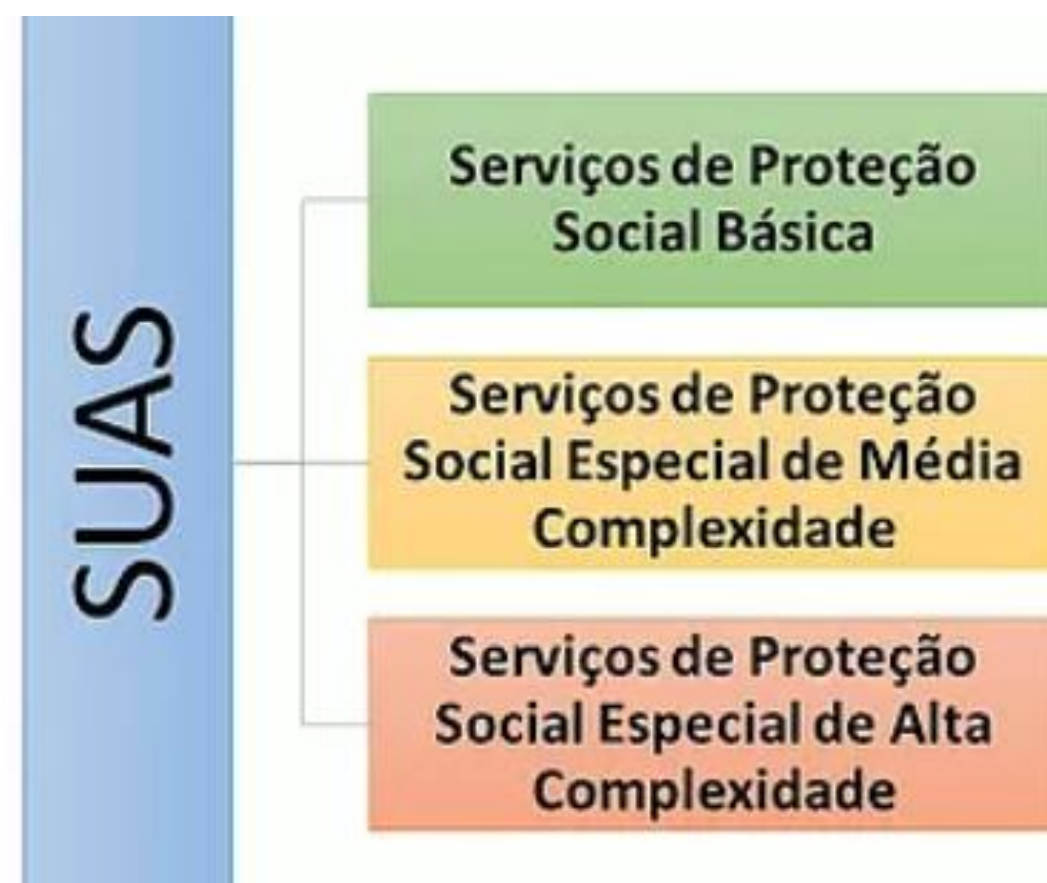 SUAS
Serviços de Proteção
Social Básica
Serviços de Proteção
Social Especial de Média
Complexidade
Serviços de Proteção
Social Especial de Alta
Complexidade